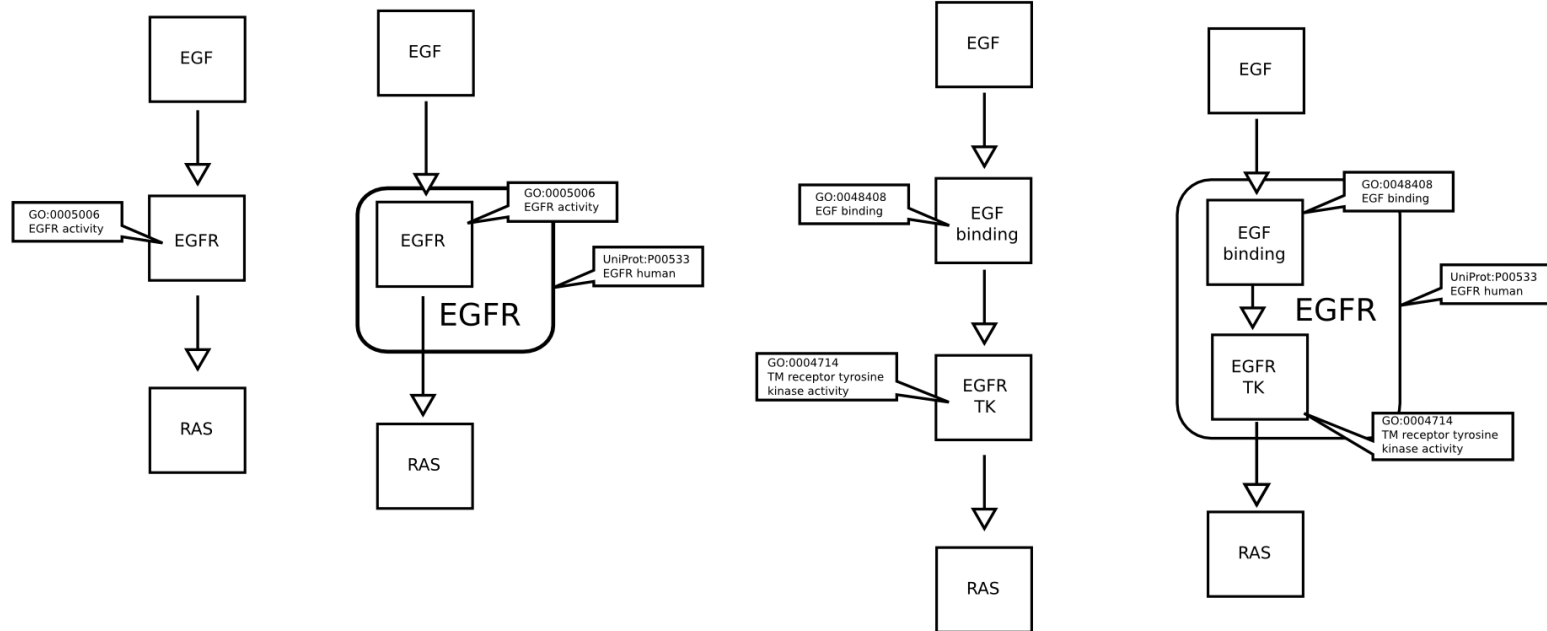 EGF
GO:0005006
EGFR activity
EGFR
RAS
EGF
GO:0005006
EGFR activity
EGFR
UniProt:P00533
EGFR human
EGFR
RAS
EGF
GO:0048408
EGF binding
EGF
binding
GO:0004714
TM receptor tyrosine
kinase activity
EGFR
TK
RAS
EGF
GO:0048408
EGF binding
EGF
binding
UniProt:P00533
EGFR human
EGFR
EGFR
TK
GO:0004714
TM receptor tyrosine
kinase activity
RAS